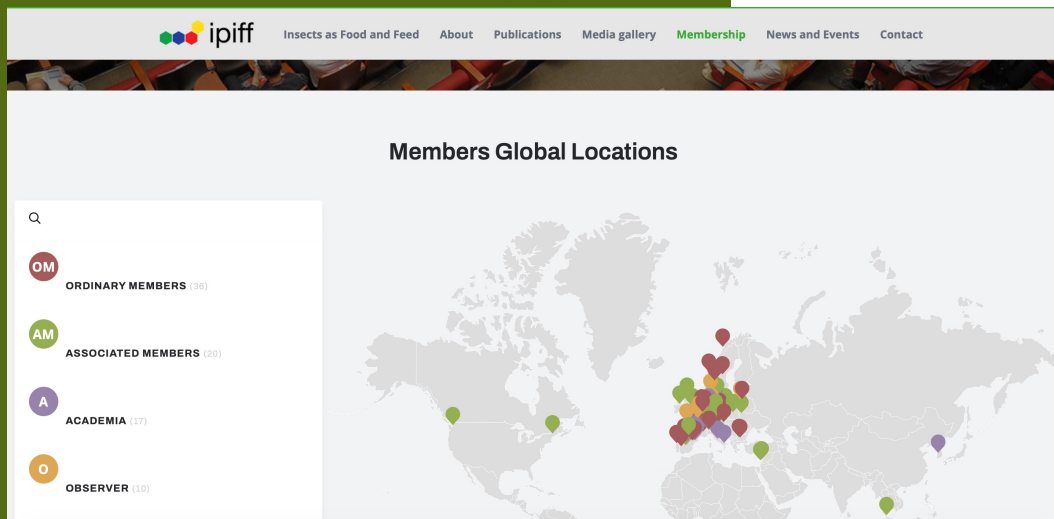 ipiff
Insects as Food and Feed About Publications Media gallery Membership News and Events Contact
Members Global Locations
OM
ORDINARY MEMBERS (36)
AM
ASSOCIATED MEMBERS (20)
A
ACADEMIA (17)
O
OBSERVER (10)